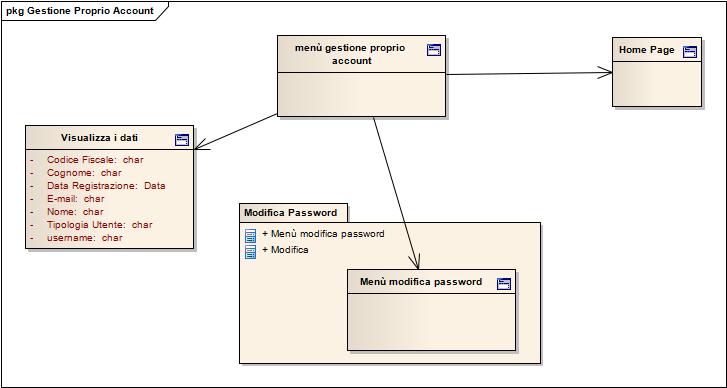 pkg Gestione Proprio Account
menù gestione proprio
account
Home Page
Visualizza i dati
- Codice Fiscale: char
- Cognome: char
- Data Registrazione: Data
- E-mail: char
- Nome: char
- Tipologia Utente: char
- username: char
Modifica Password
+ Menù modifica password
+ Modifica
Menù modifica password